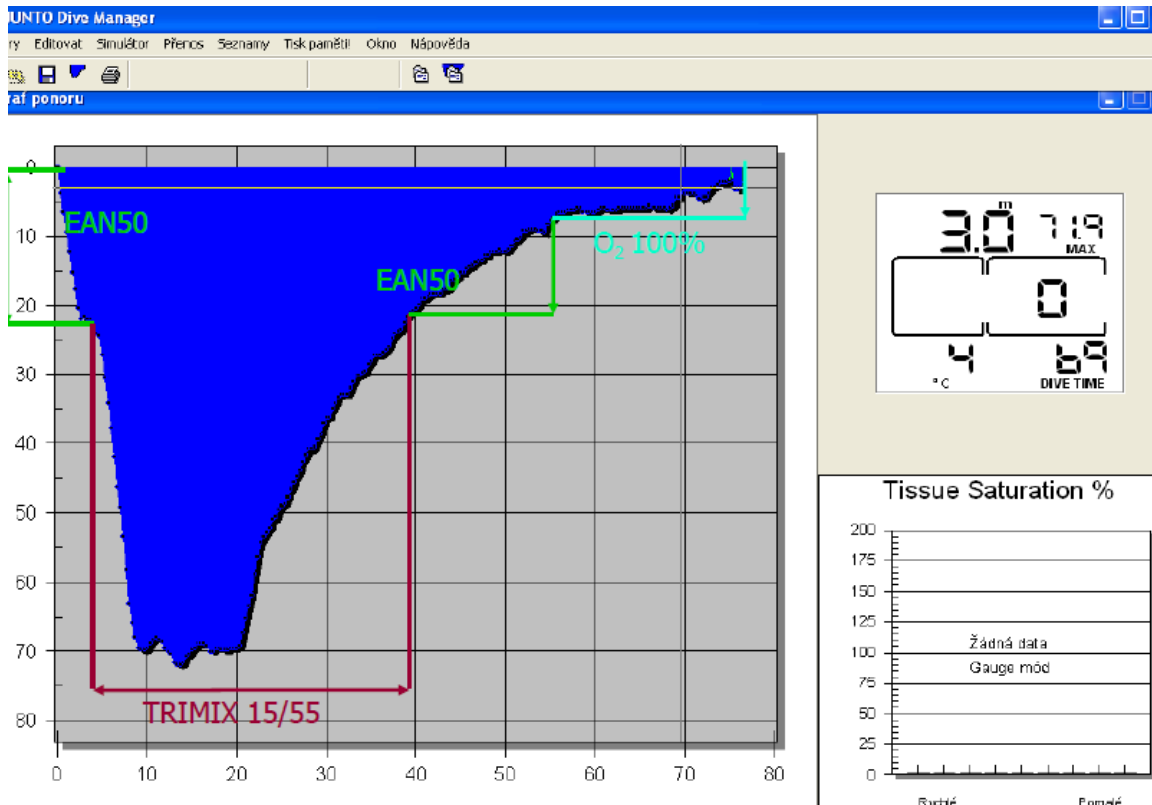 JUNTO Dive Manager
ry Editovat Simulátor Přenos Seznamy Tisk paměti! Okno Nápověda
raf ponoru
0
10
20
30
40
50
60
70
80
0 10 20 30 40 50 60 70 80
EAN50
EAN50
O₂ 100%
TRIMIX 15/55
3.0 m 71.9
MAX
0
4 69
°C DIVE TIME
Tissue Saturation %
200
175
150
125
100
75
50
25
0
Žádná data
Gauge mód
Rychlé Pomalé